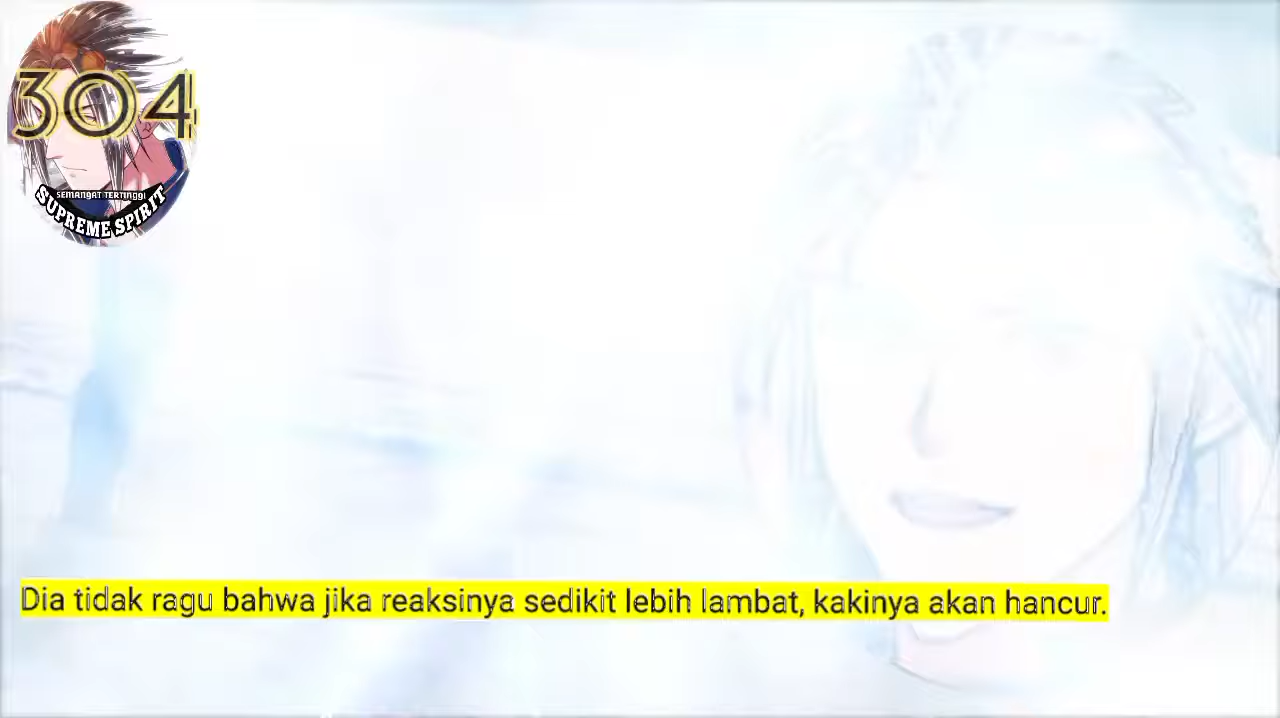 304
SEMANGAT TERTINGGI
SUPREME SPIRIT
Dia tidak ragu bahwa jika reaksinya sedikit lebih lambat, kakinya akan hancur.